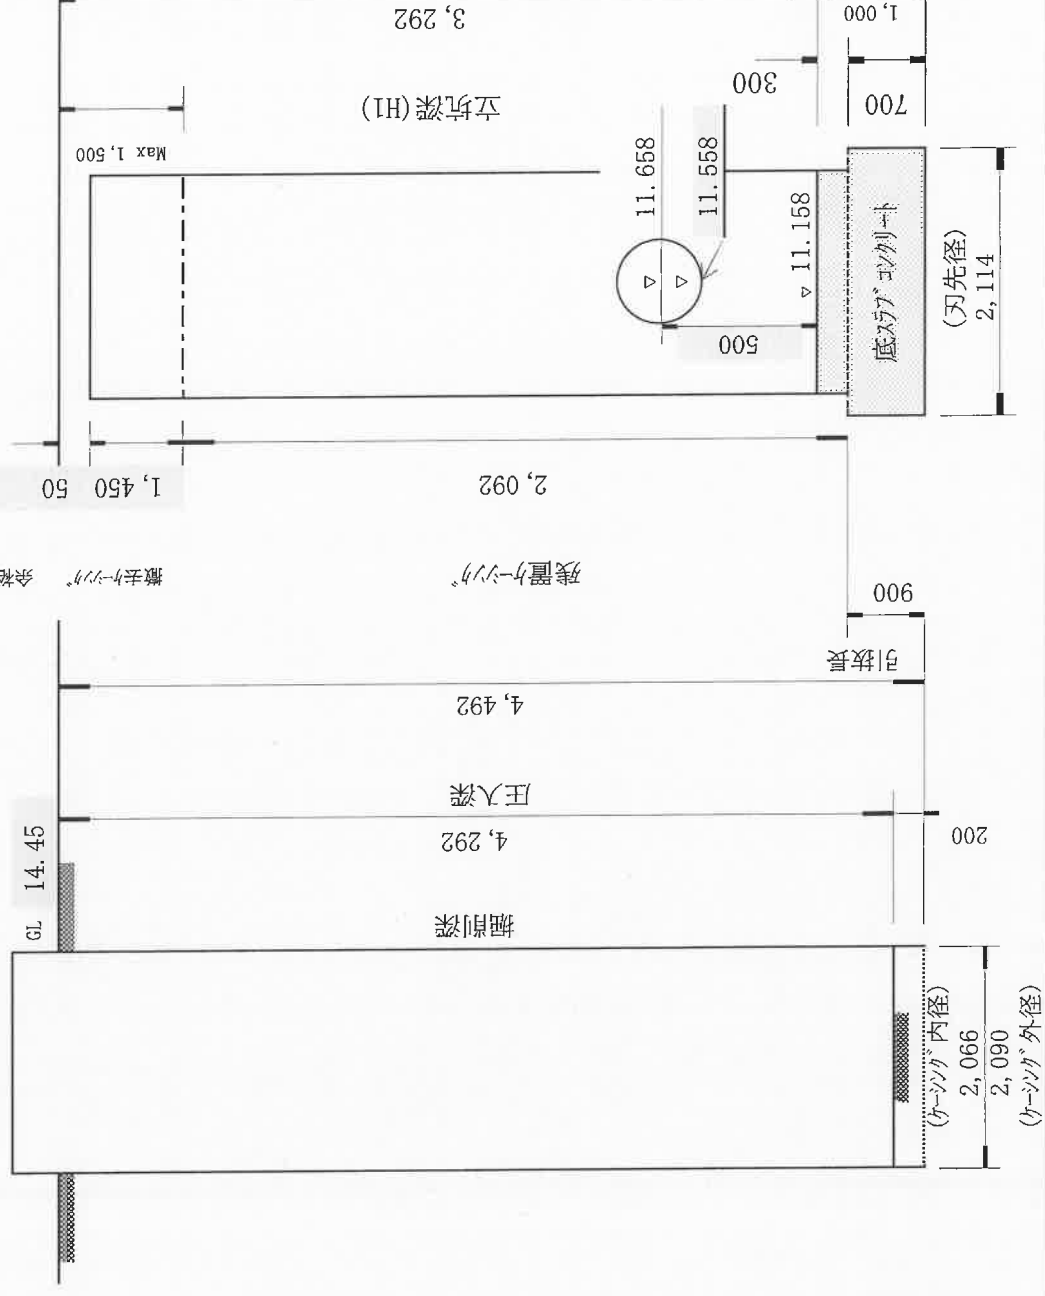 3,292
立坑深(H1)
1,000
300
700
Max 1,500
11.658
11.558
▽ 11.158
▽
▽
500
底スラブコンクリート
(刃先径)
2,114
50
1,450
2,092
撤去ケーシング
残置ケーシング
900
引抜長
4,492
圧入深
4,292
掘削深
200
GL 14.45
(ケーシング内径)
2,066
2,090
(ケーシング外径)